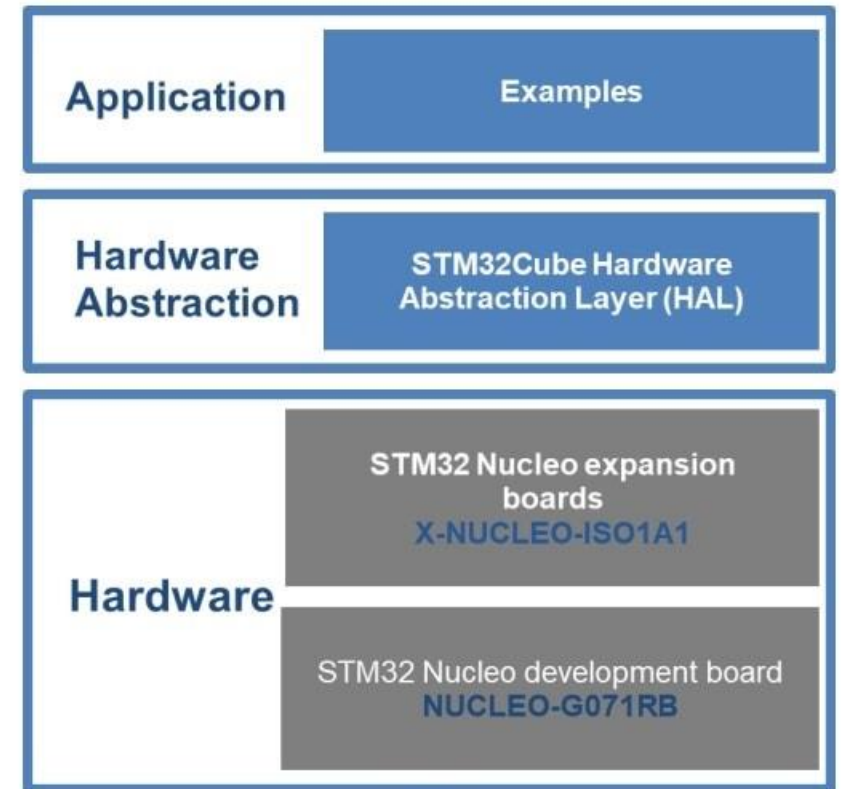 Application
Examples
Hardware
Abstraction
STM32Cube Hardware
Abstraction Layer (HAL)
Hardware
STM32 Nucleo expansion
boards
X-NUCLEO-ISO1A1
STM32 Nucleo development board
NUCLEO-G071RB